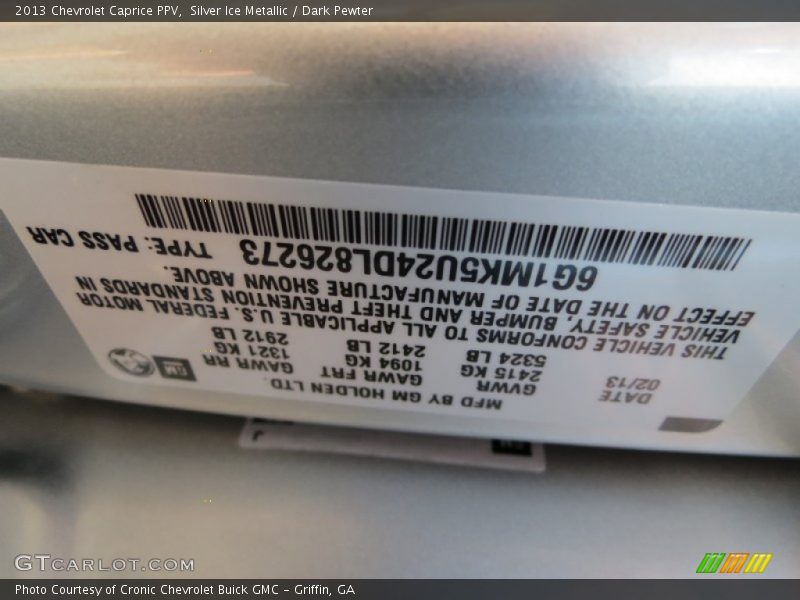 2013 Chevrolet Caprice PPV, Silver Ice Metallic / Dark Pewter
MFD BY GM HOLDEN LTD.
DATE GVWR GAWR FRT GAWR RR
02/13 2415 KG 1094 KG 1321 KG
5324 LB 2412 LB 2912 LB
GM
THIS VEHICLE CONFORMS TO ALL APPLICABLE U.S. FEDERAL MOTOR
VEHICLE SAFETY, BUMPER AND THEFT PREVENTION STANDARDS IN
EFFECT ON THE DATE OF MANUFACTURE SHOWN ABOVE.
6G1MK5U24DL826273 TYPE: PASS CAR
GTCARLOT.COM
Photo Courtesy of Cronic Chevrolet Buick GMC – Griffin, GA